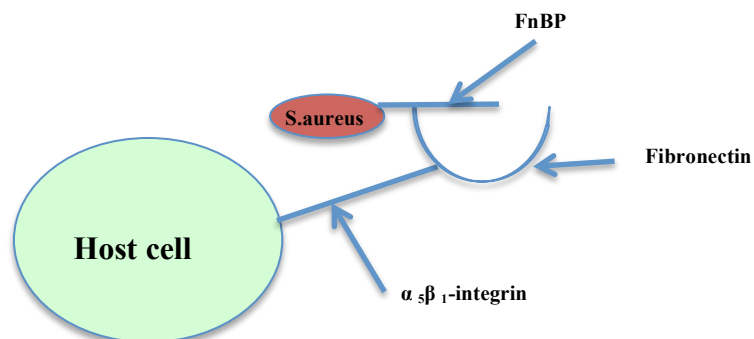 FnBP
S.aureus
Fibronectin
Host cell
α 5β 1-integrin